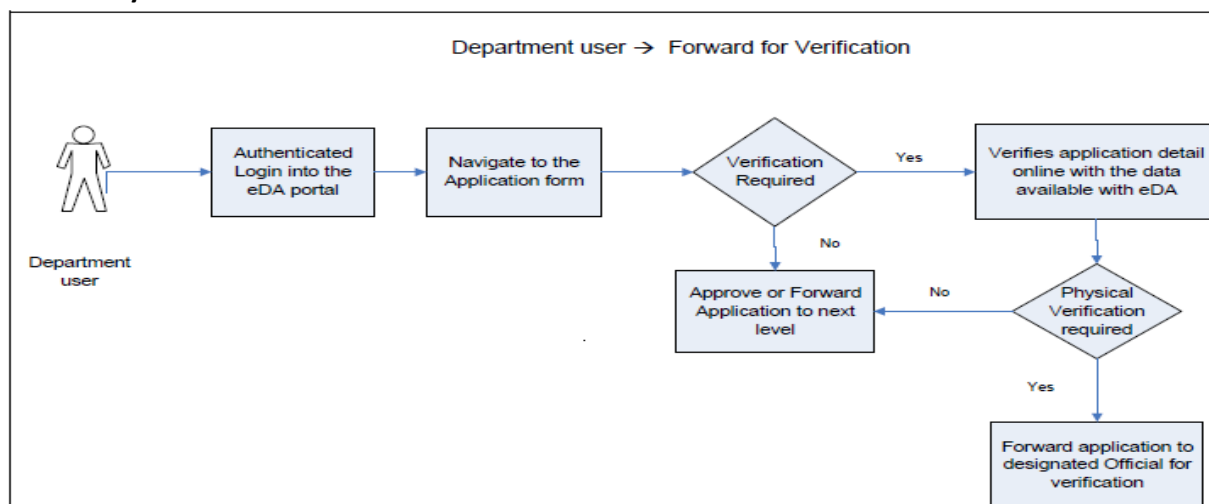 Department user → Forward for Verification
Authenticated
Login into the
eDA portal
Navigate to the
Application form
Verification
Required
Yes
Verifies application detail
online with the data
available with eDA
No
Department
user
Approve or Forward
Application to next
level
No
Physical
Verification
required
Yes
Forward application to
designated Official for
verification